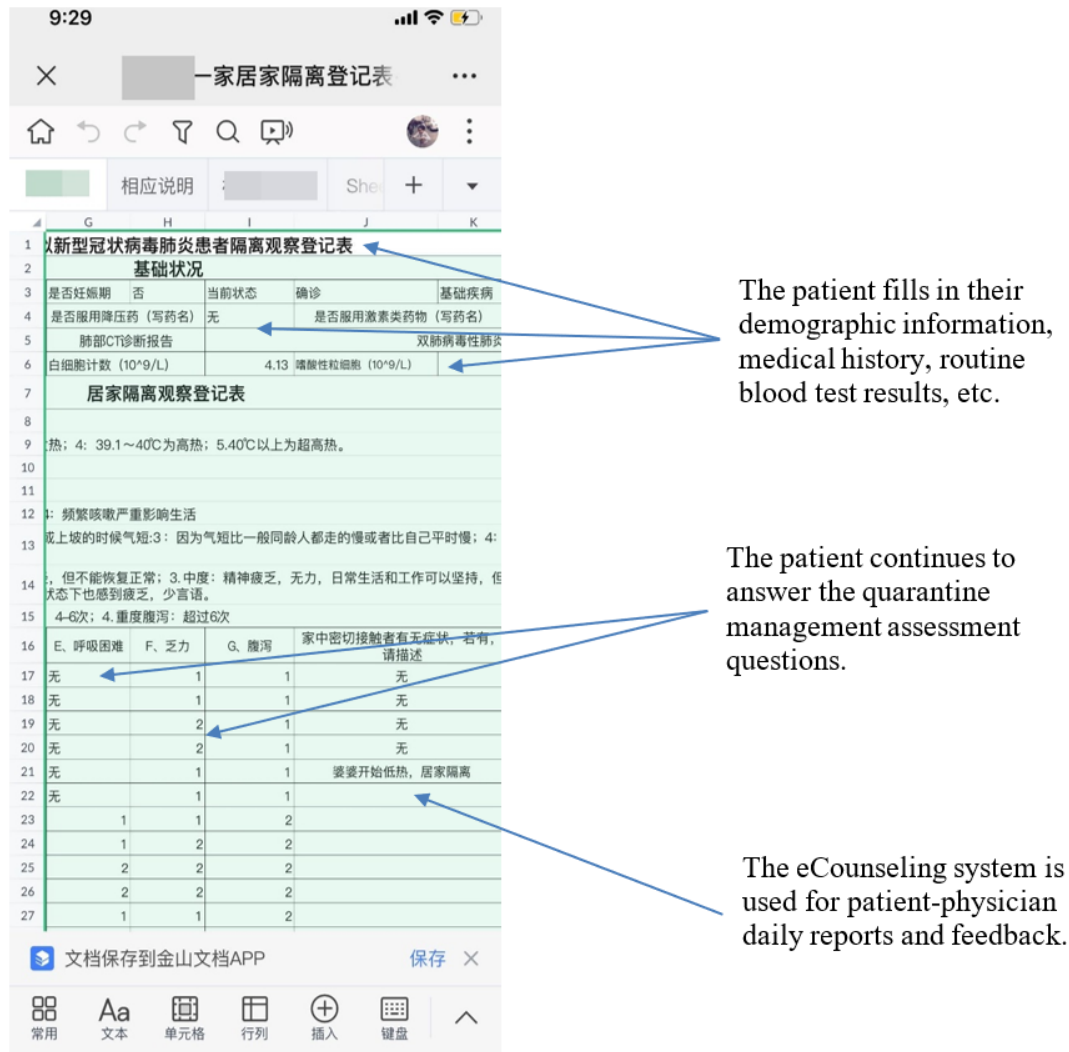 9:29
一家居家隔离登记表
相应说明
She
G H I J K
1 以新型冠状病毒肺炎患者隔离观察登记表
2 基础状况
3 是否妊娠期 否 当前状态 确诊 基础疾病
4 是否服用降压药（写药名） 无 是否服用激素类药物（写药名）
5 肺部CT诊断报告 双肺病毒性肺炎
6 白细胞计数（10^9/L） 4.13 嗜酸性粒细胞（10^9/L）
7 居家隔离观察登记表
8
9 热；4：39.1～40℃为高热；5.40℃以上为超高热。
10
11
12 4：频繁咳嗽严重影响生活
13 或上坡的时候气短:3：因为气短比一般同龄人都走的慢或者比自己平时慢；4:
14 ，但不能恢复正常；3.中度：精神疲乏，无力，日常生活和工作可以坚持，但
状态下也感到疲乏，少言语。
15 4–6次；4.重度腹泻：超过6次
16 E、呼吸困难 F、乏力 G、腹泻 家中密切接触者有无症状，若有，
请描述
17 无 1 1 无
18 无 1 1 无
19 无 2 1 无
20 无 2 1 无
21 无 1 1 婆婆开始低热，居家隔离
22 无 1 1
23 1 1 2
24 1 2 2
25 2 2 2
26 2 2 2
27 1 1 2
文档保存到金山文档APP 保存
常用 Aa 文本 单元格 行列 插入 键盘
The patient fills in their
demographic information,
medical history, routine
blood test results, etc.
The patient continues to
answer the quarantine
management assessment
questions.
The eCounseling system is
used for patient-physician
daily reports and feedback.